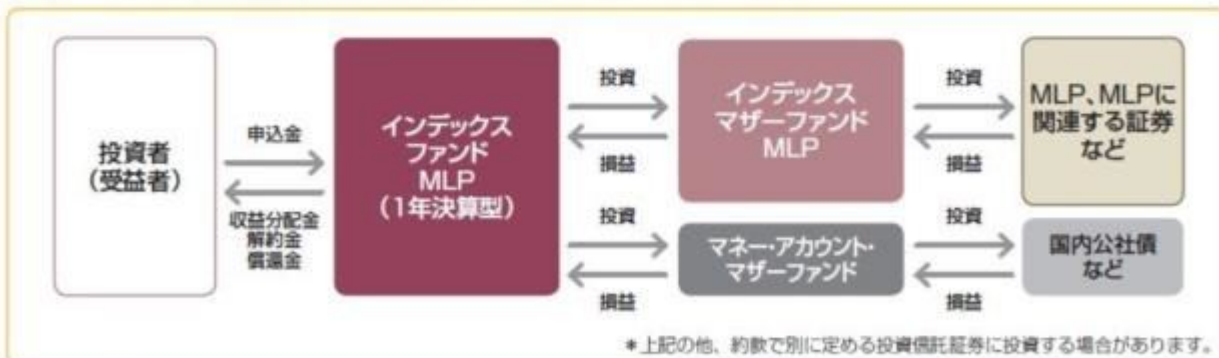 投資者
（受益者）
申込金
収益分配金
解約金
償還金
インデックス
ファンド
MLP
（1年決算型）
投資
損益
投資
損益
インデックス
マザーファンド
MLP
マネー・アカウント・
マザーファンド
投資
損益
投資
損益
MLP、MLPに
関連する証券
など
国内公社債
など
＊上記の他、約款で別に定める投資信託証券に投資する場合があります。